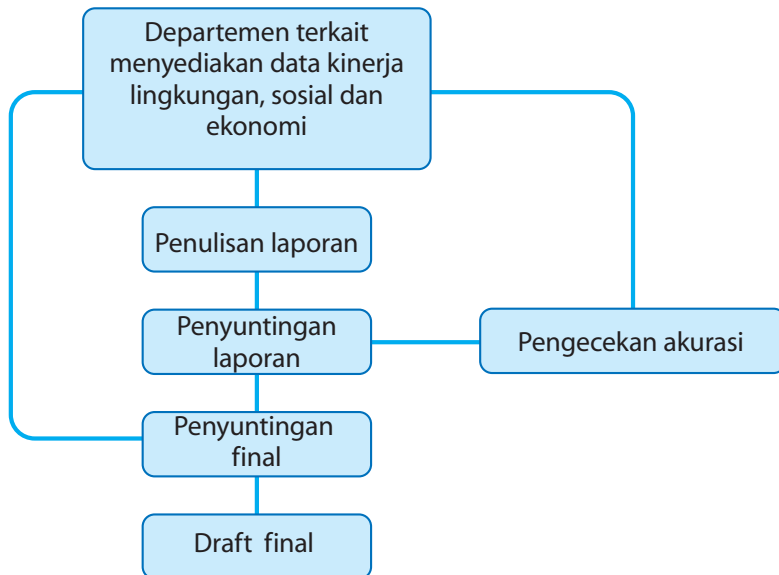 Departemen terkait
menyediakan data kinerja
lingkungan, sosial dan
ekonomi
Penulisan laporan
Penyuntingan
laporan
Pengecekan akurasi
Penyuntingan
final
Draft final